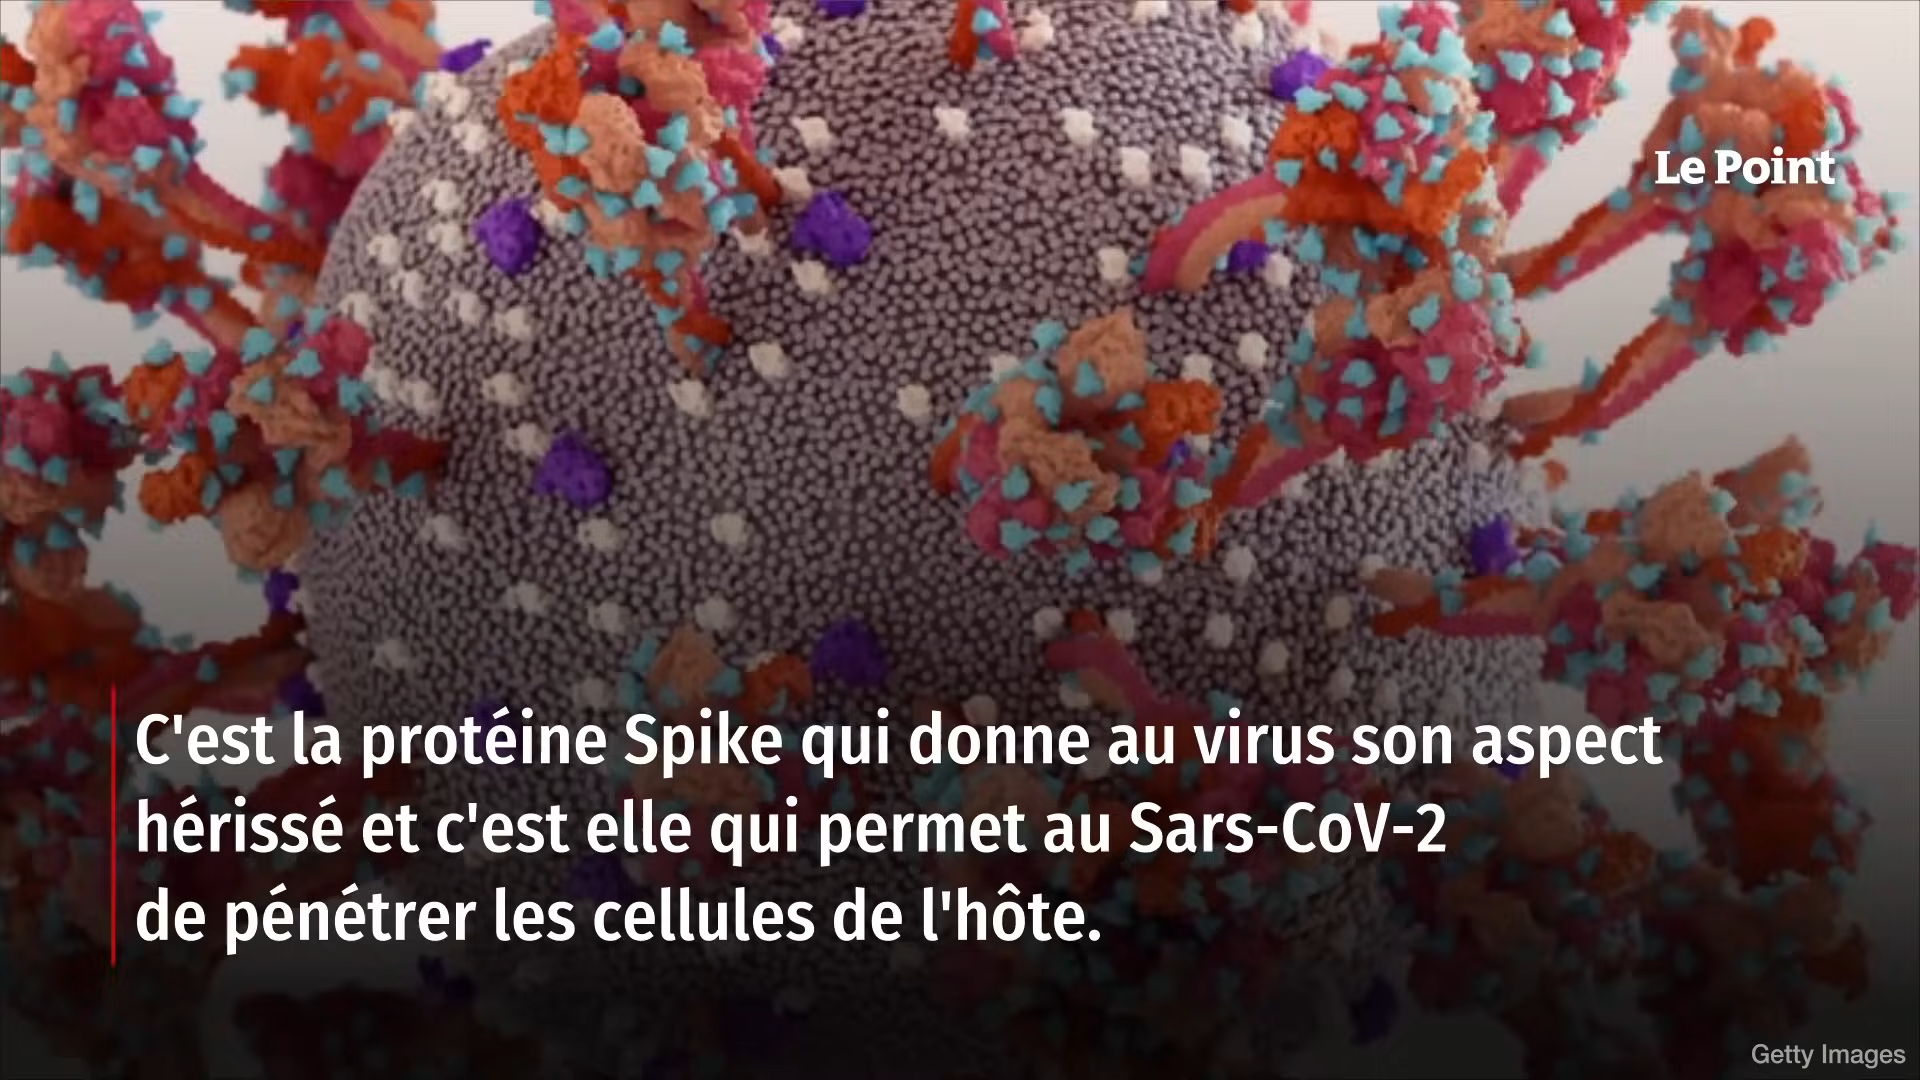 Le Point
C'est la protéine Spike qui donne au virus son aspect
hérissé et c'est elle qui permet au Sars-CoV-2
de pénétrer les cellules de l'hôte.
Getty Images